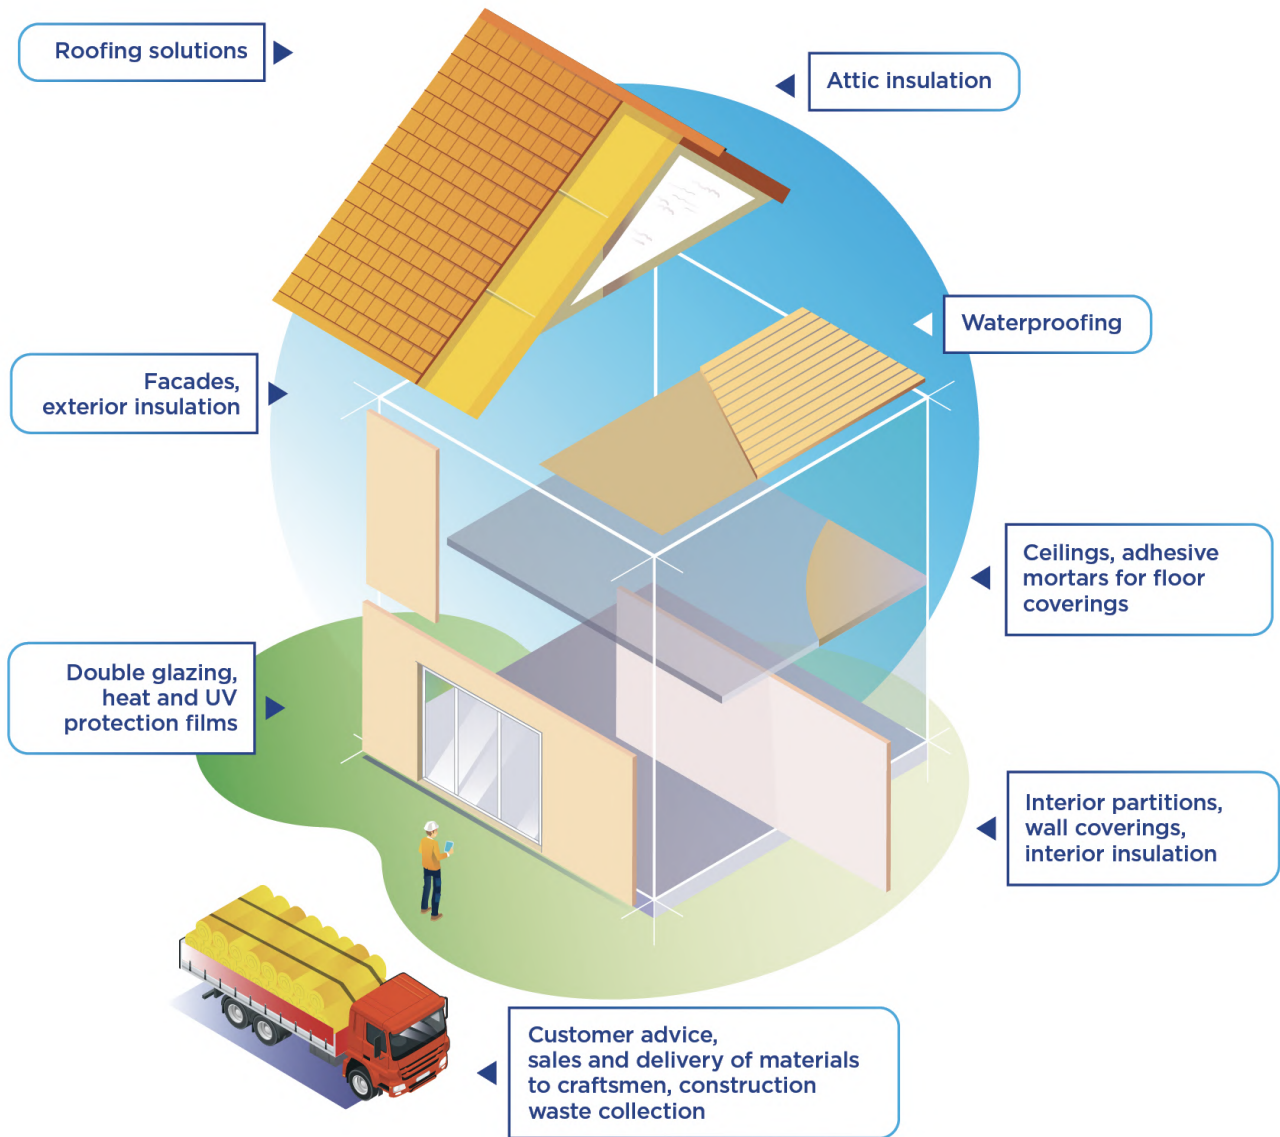 Roofing solutions
Attic insulation
Waterproofing
Facades,
exterior insulation
Ceilings, adhesive
mortars for floor
coverings
Double glazing,
heat and UV
protection films
Interior partitions,
wall coverings,
interior insulation
Customer advice,
sales and delivery of materials
to craftsmen, construction
waste collection